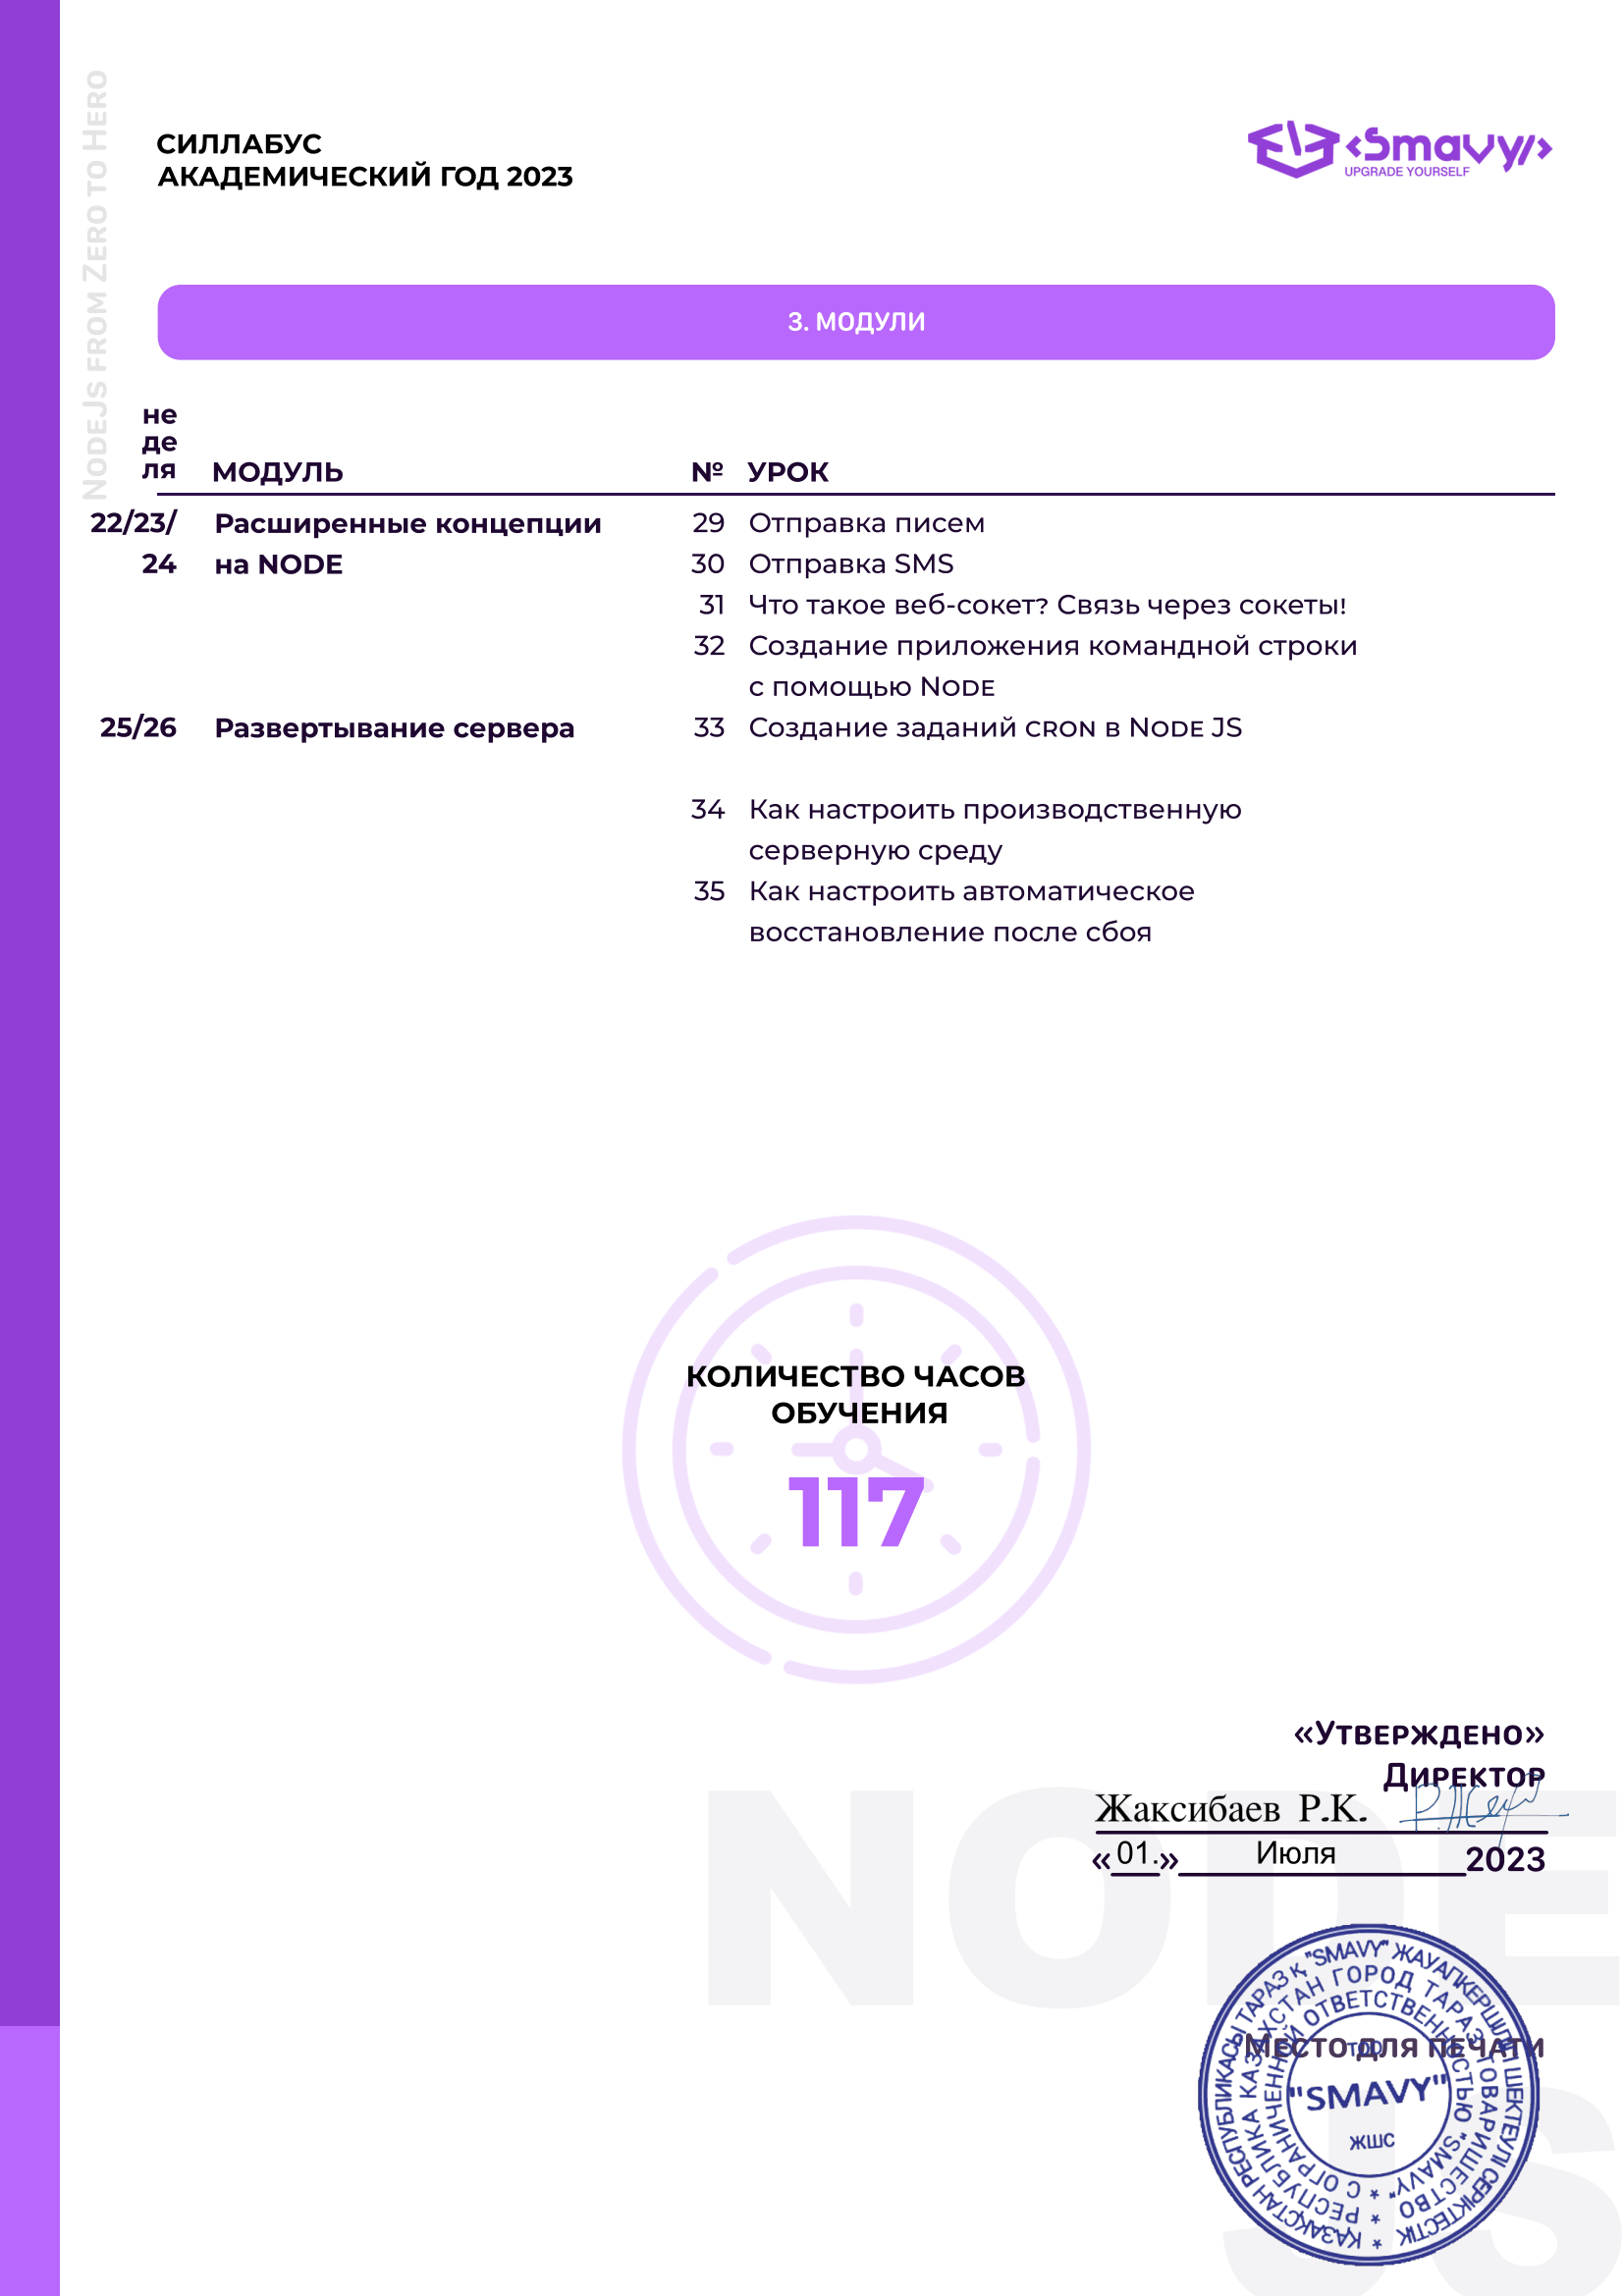 NodeJs from Zero to Hero
СИЛЛАБУС
АКАДЕМИЧЕСКИЙ ГОД 2023
<Smavy/>
UPGRADE YOURSELF
3. МОДУЛИ
не
де
ля МОДУЛЬ № УРОК
22/23/ Расширенные концепции 29 Отправка писем
24 на NODE 30 Отправка SMS
31 Что такое веб-сокет? Связь через сокеты!
32 Создание приложения командной строки
с помощью Node
25/26 Развертывание сервера 33 Создание заданий cron в Node JS
34 Как настроить производственную
серверную среду
35 Как настроить автоматическое
восстановление после сбоя
КОЛИЧЕСТВО ЧАСОВ
ОБУЧЕНИЯ
117
«Утверждено»
Директор
Жаксибаев Р.К.
«01.» Июля 2023
NODE
JS
Место для печати
ҚАЗАҚСТАН РЕСПУБЛИКАСЫ ТАРАЗ Қ. "SMAVY" ЖАУАПКЕРШІЛІГІ ШЕКТЕУЛІ СЕРІКТЕСТІК *
РЕСПУБЛИКА КАЗАХСТАН ГОРОД ТАРАЗ ТОВАРИЩЕСТВО *
С ОГРАНИЧЕННОЙ ОТВЕТСТВЕННОСТЬЮ "SMAVY" *
ТОО
"SMAVY"
ЖШС